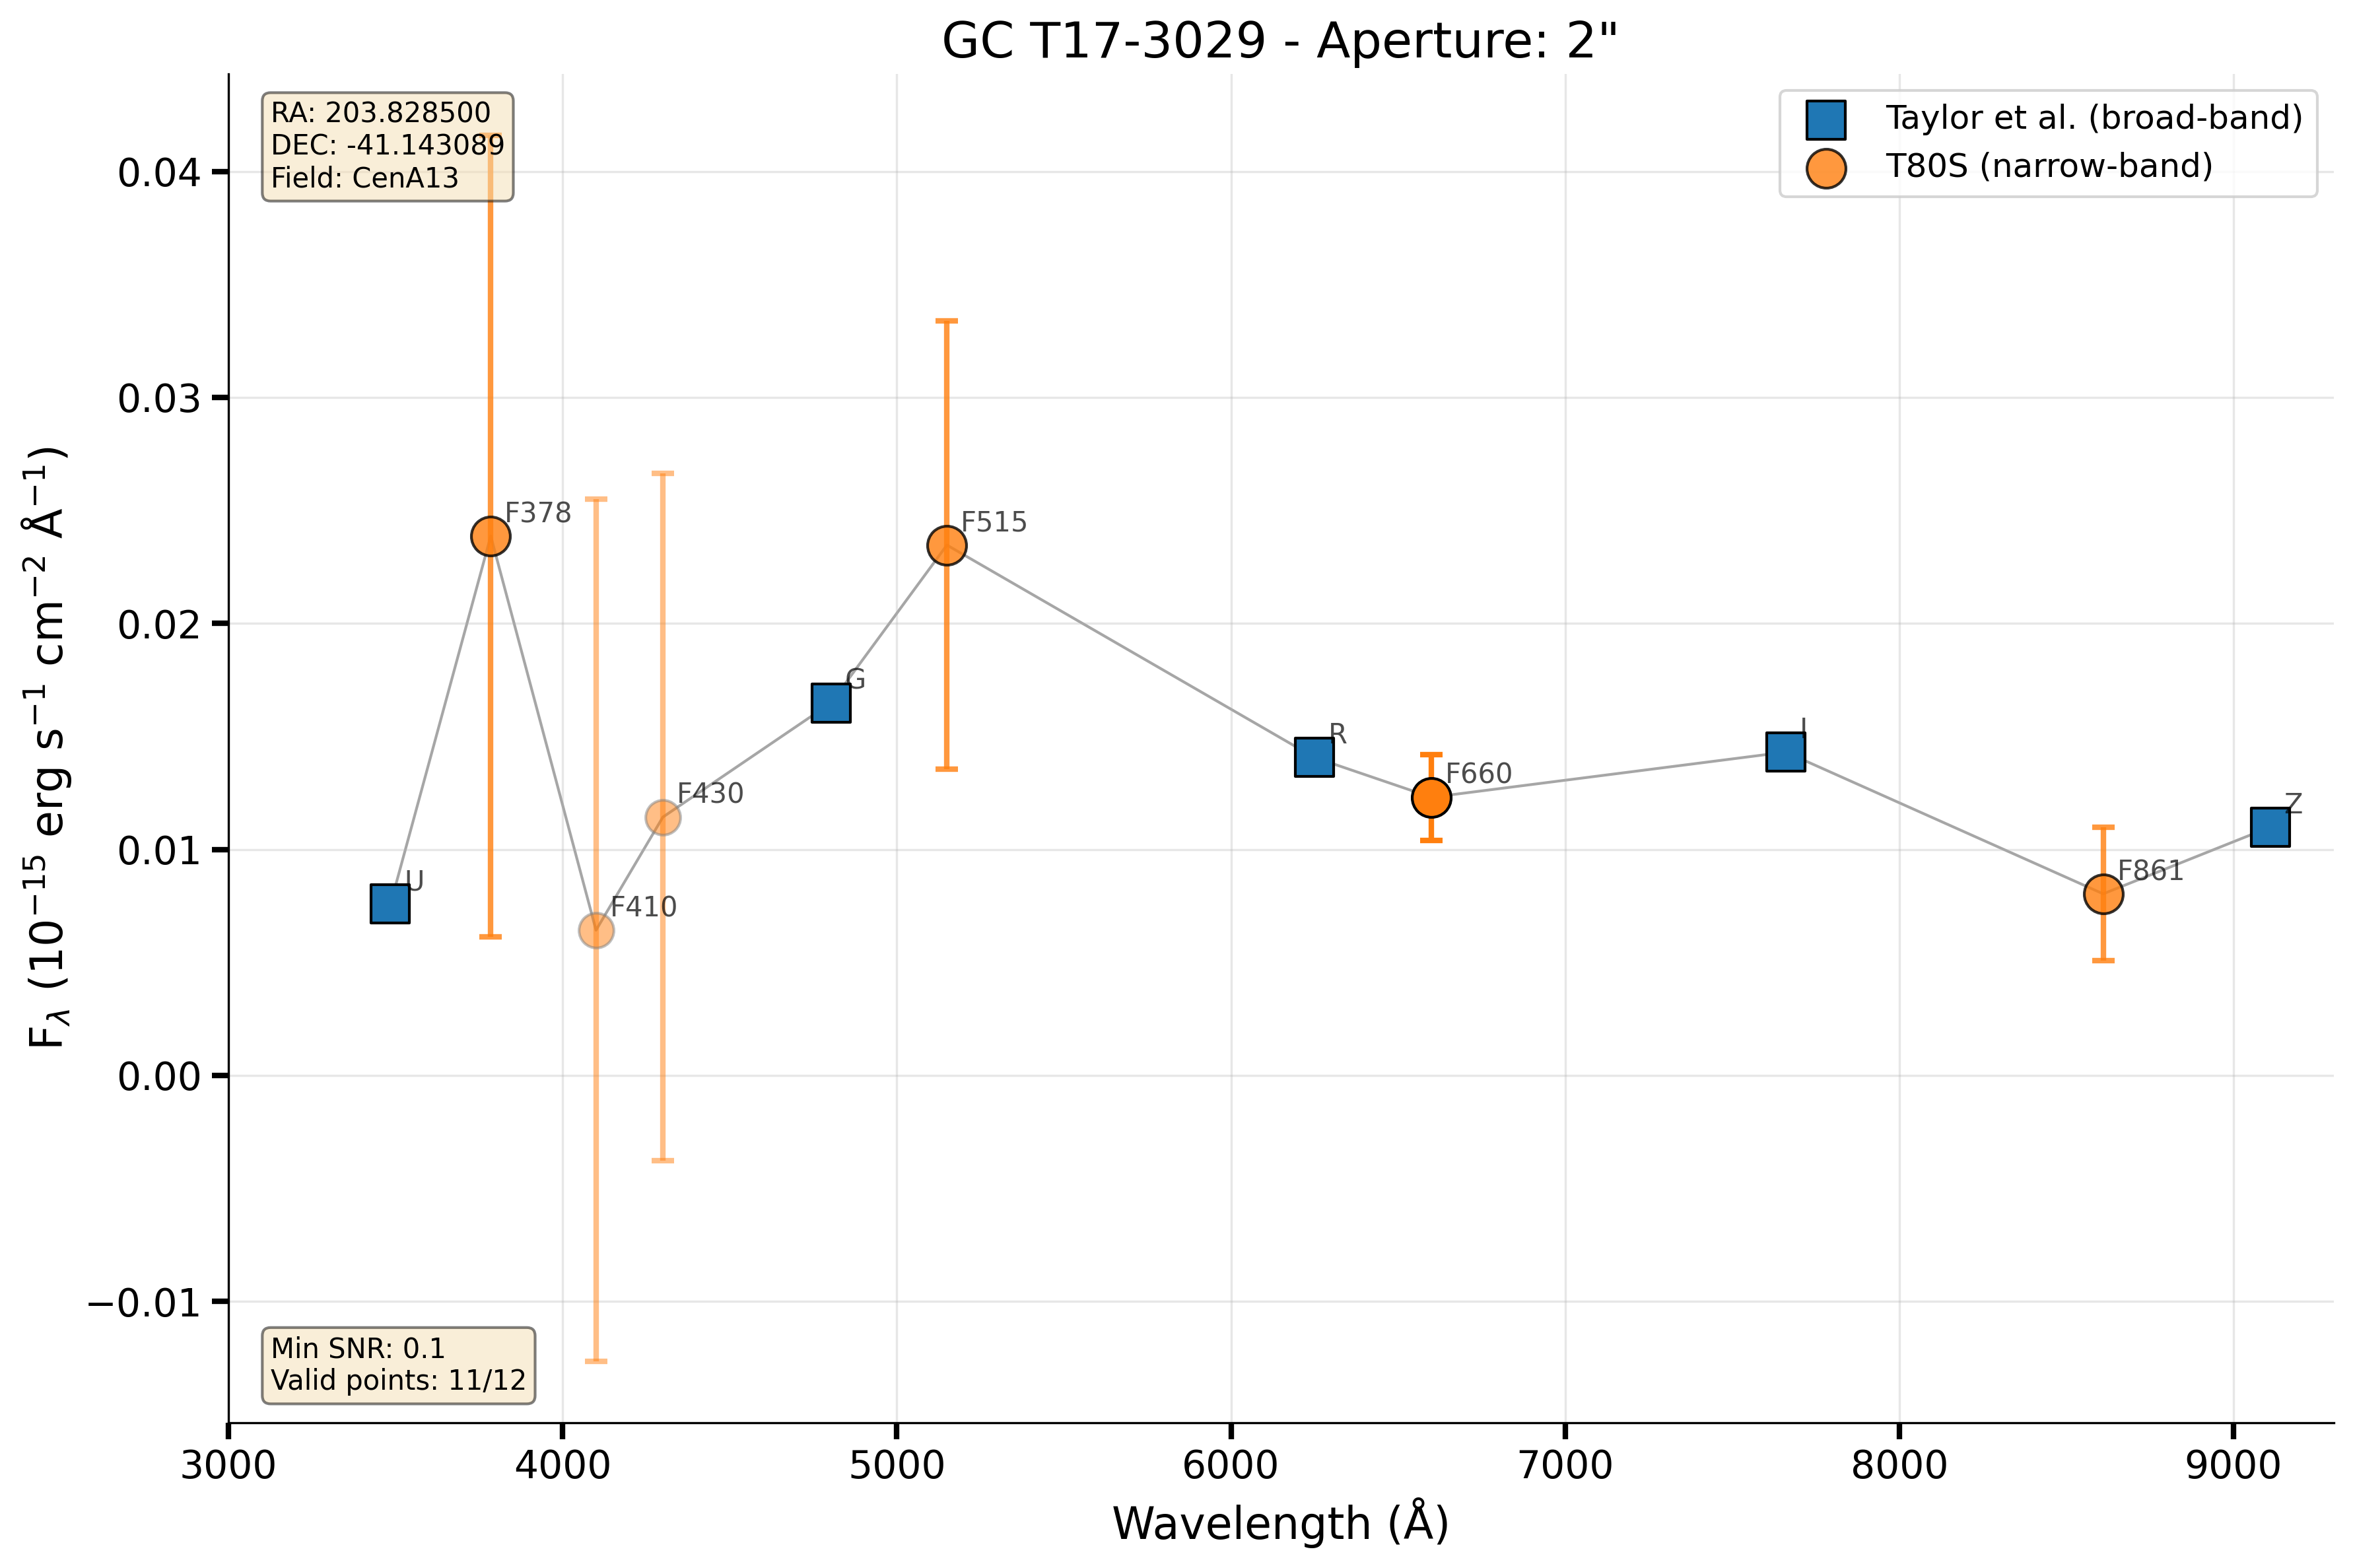 GC T17-3029 - Aperture: 2"
RA: 203.828500
DEC: -41.143089
Field: CenA13
Taylor et al. (broad-band)
T80S (narrow-band)
F_λ (10⁻¹⁵ erg s⁻¹ cm⁻² Å⁻¹)
0.04
0.03
0.02
0.01
0.00
−0.01
U
F378
F410
F430
G
F515
R
F660
I
F861
Z
Min SNR: 0.1
Valid points: 11/12
3000 4000 5000 6000 7000 8000 9000
Wavelength (Å)